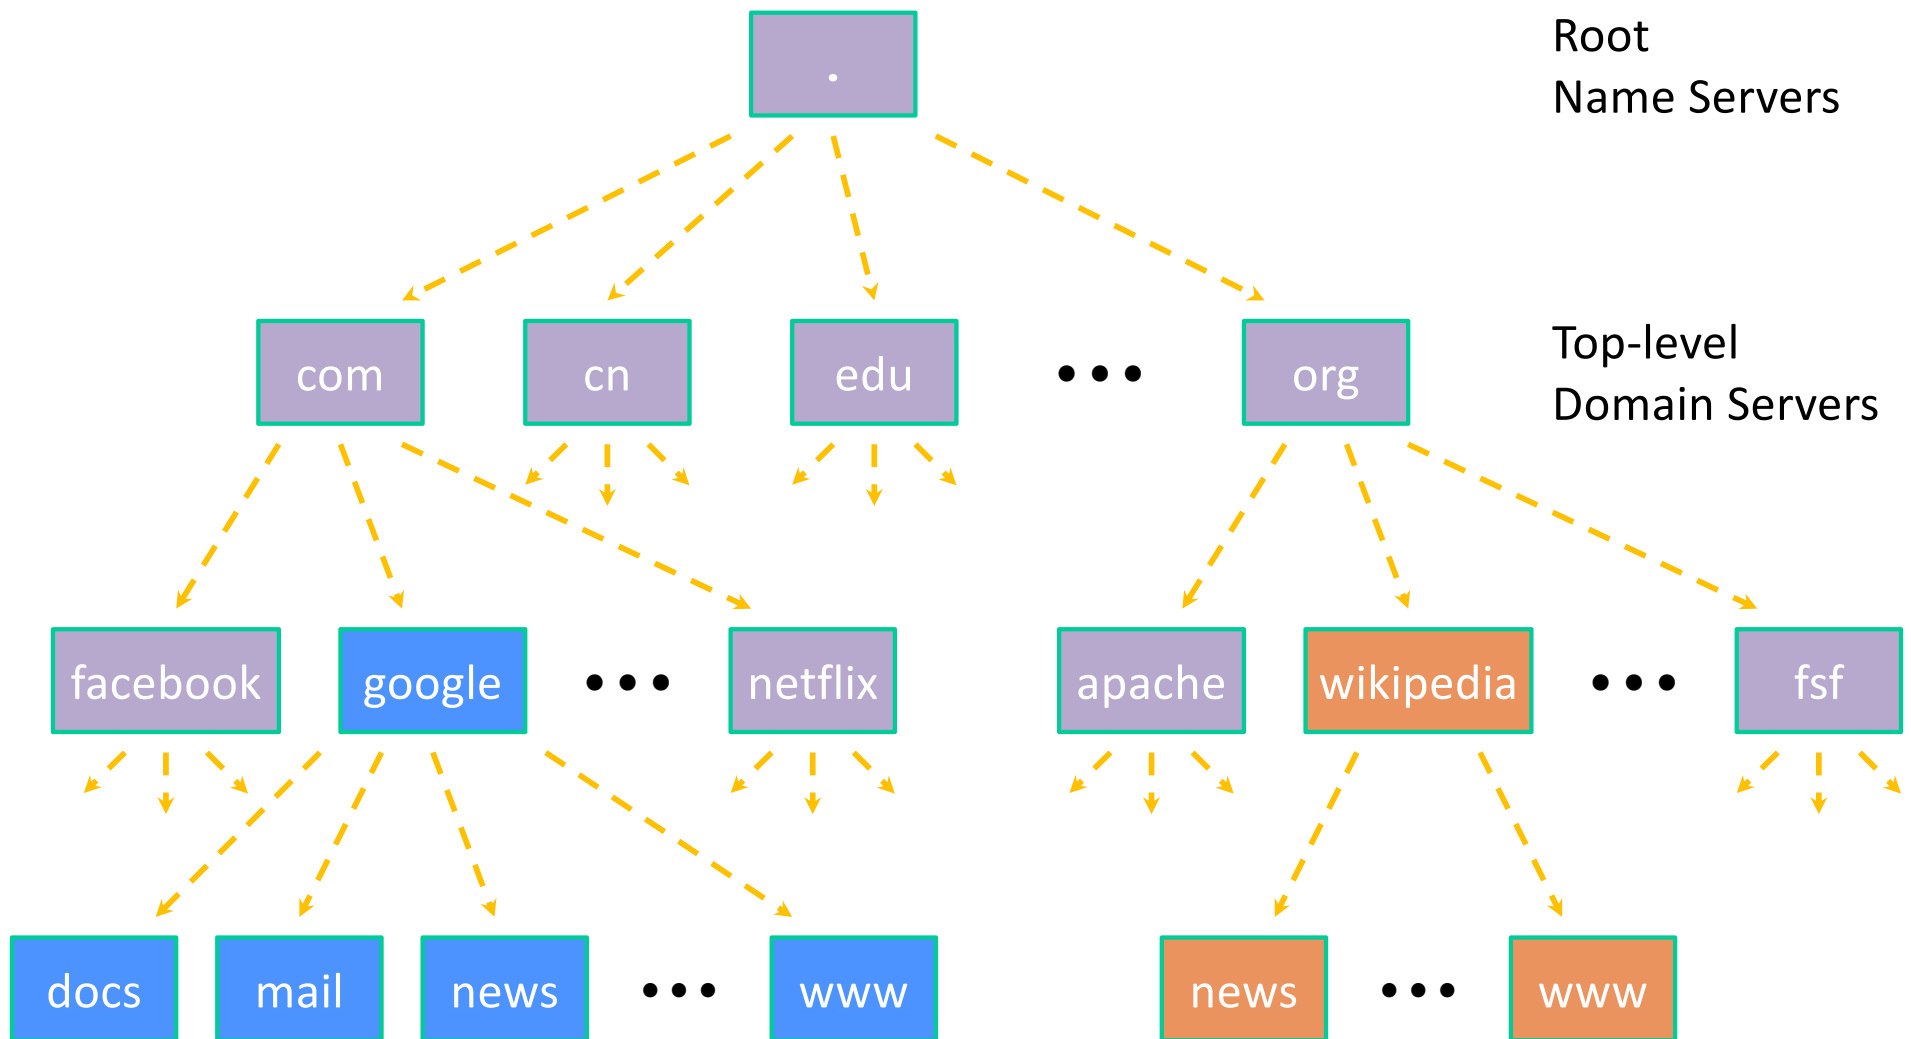 .
Root
Name Servers
com
cn
edu
•••
org
Top-level
Domain Servers
facebook
google
•••
netflix
apache
wikipedia
•••
fsf
docs
mail
news
•••
www
news
•••
www